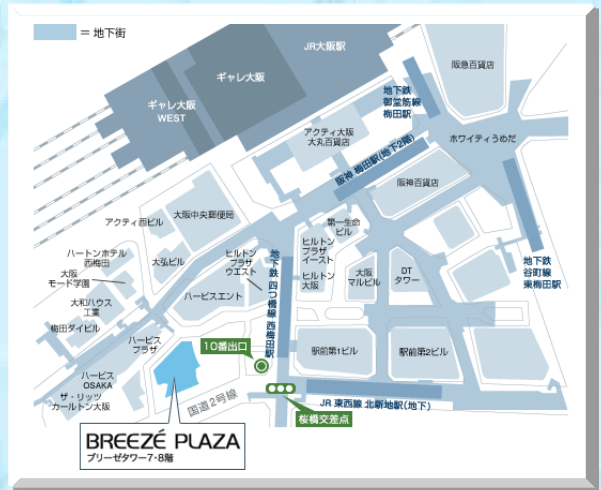 = 地下街
JR大阪駅
ギャレ大阪
ギャレ大阪
WEST
阪急百貨店
地下鉄
御堂筋線
梅田駅
アクティ大阪
大丸百貨店
ホワイティうめだ
阪神 梅田駅(地下2階)
阪神百貨店
大阪中央郵便局
アクティ西ビル
第一生命
ビル
ハートンホテル
西梅田
大弘ビル
ヒルトン
プラザ
ウエスト
地下鉄 四つ橋線 西梅田駅
ヒルトン
プラザ
イースト
地下鉄
谷町線
東梅田駅
大阪
モード学園
ハービスエント
ヒルトン
大阪
大阪
マルビル
DT
タワー
大和ハウス
工業
梅田ダイビル
ハービス
プラザ
10番出口
駅前第1ビル
駅前第2ビル
ハービス
OSAKA
ザ・リッツ
カールトン大阪
国道2号線
JR 東西線 北新地駅(地下)
桜橋交差点
BREEZÉ PLAZA
ブリーゼタワー7・8階